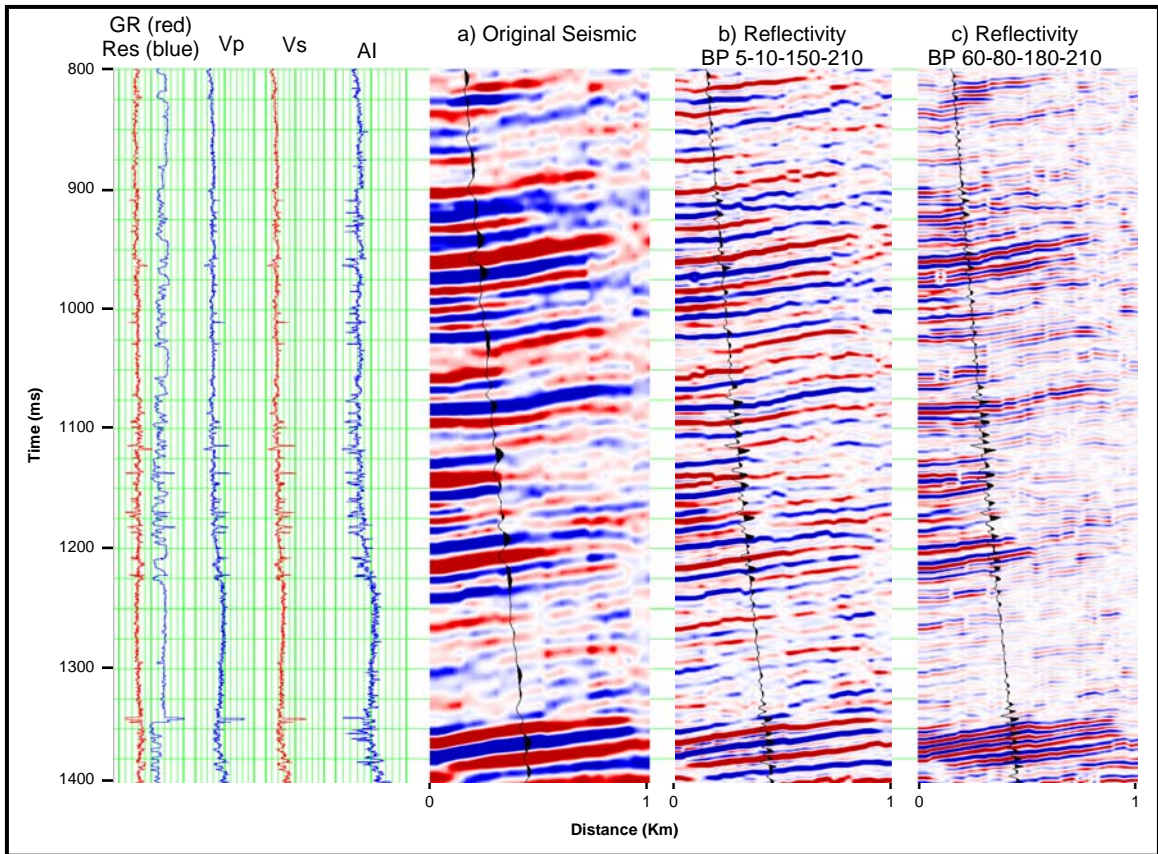 GR (red)
Res (blue)
Vp
Vs
AI
a) Original Seismic
b) Reflectivity
BP 5-10-150-210
c) Reflectivity
BP 60-80-180-210
800
900
1000
1100
1200
1300
1400
Time (ms)
0
1
0
1
0
1
Distance (Km)